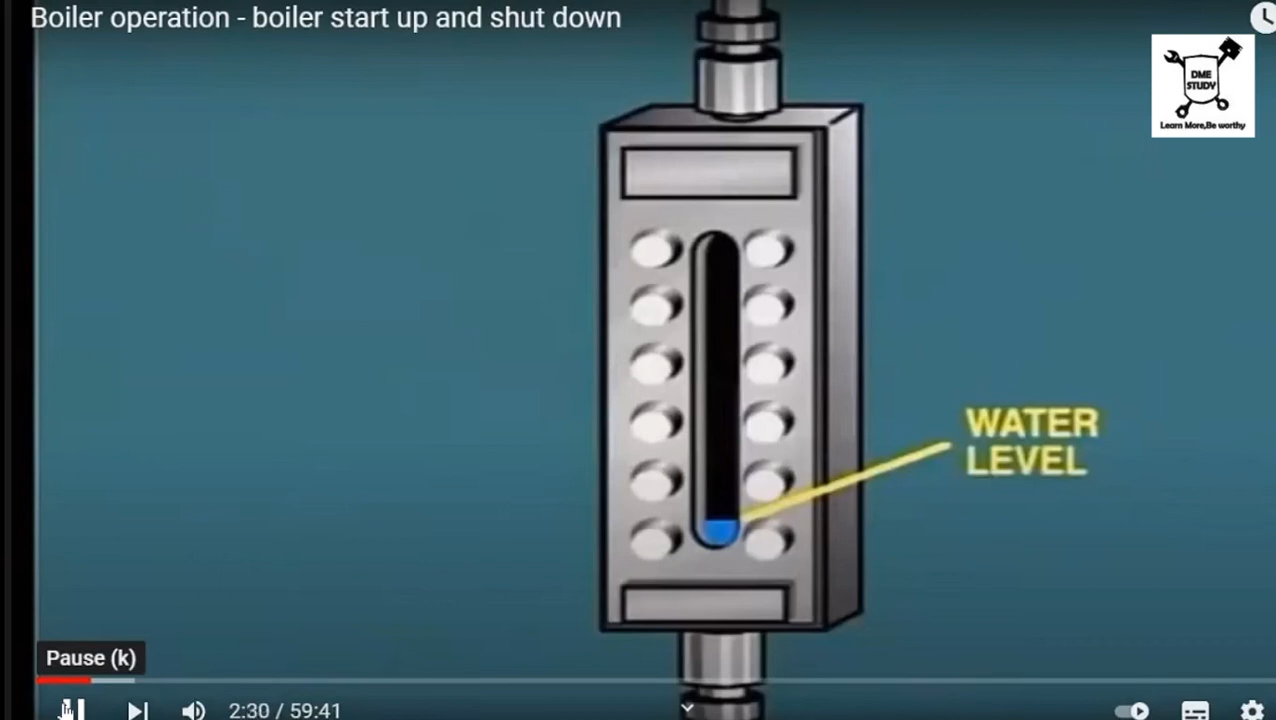 Boiler operation - boiler start up and shut down
DME
STUDY
Learn More,Be worthy
WATER
LEVEL
Pause (k)
2:30 / 59:41